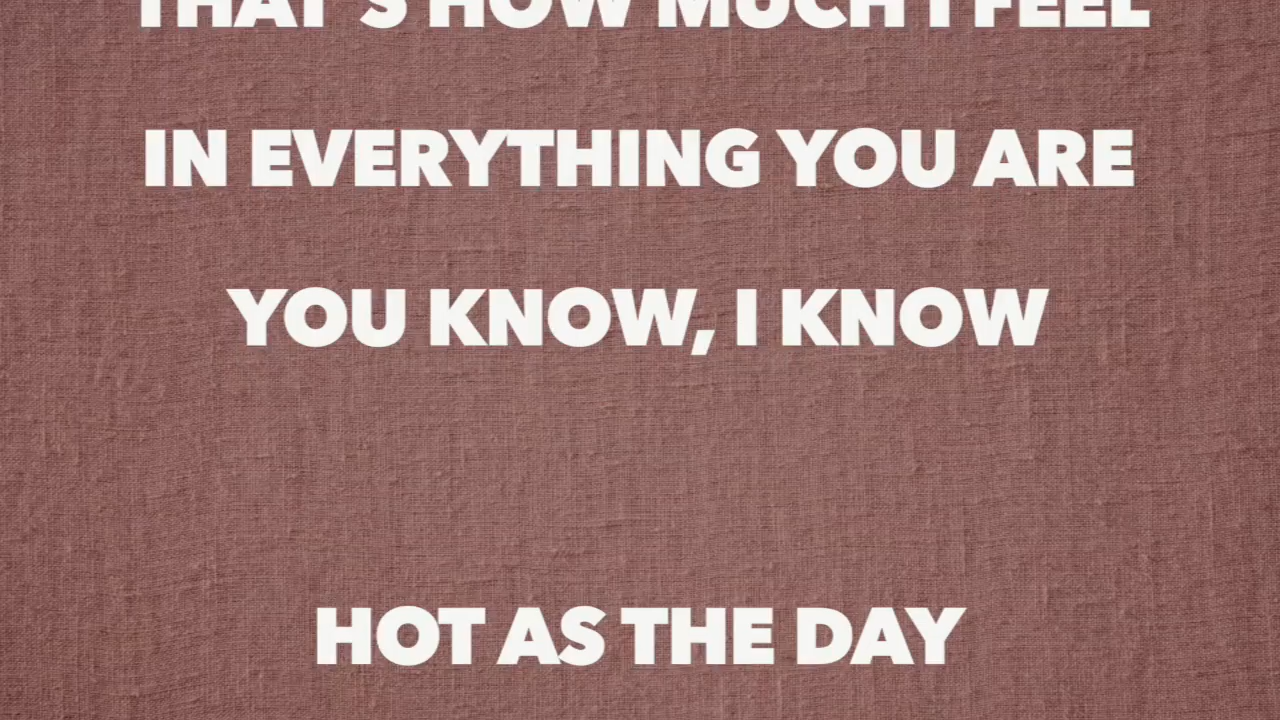 THAT'S HOW MUCH I FEEL
IN EVERYTHING YOU ARE
YOU KNOW, I KNOW
HOT AS THE DAY